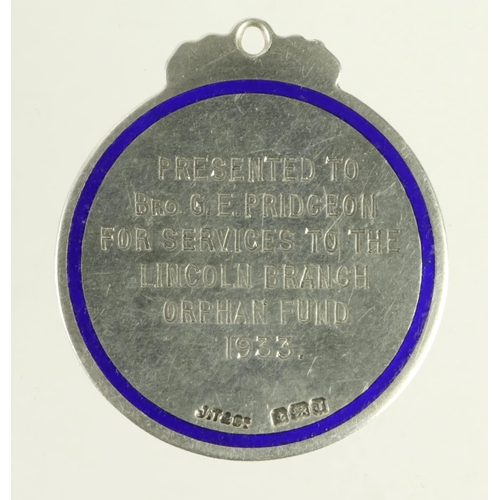 PRESENTED TO
BRO. G. E. PRIDGEON
FOR SERVICES TO THE
LINCOLN BRANCH
ORPHAN FUND
1933.